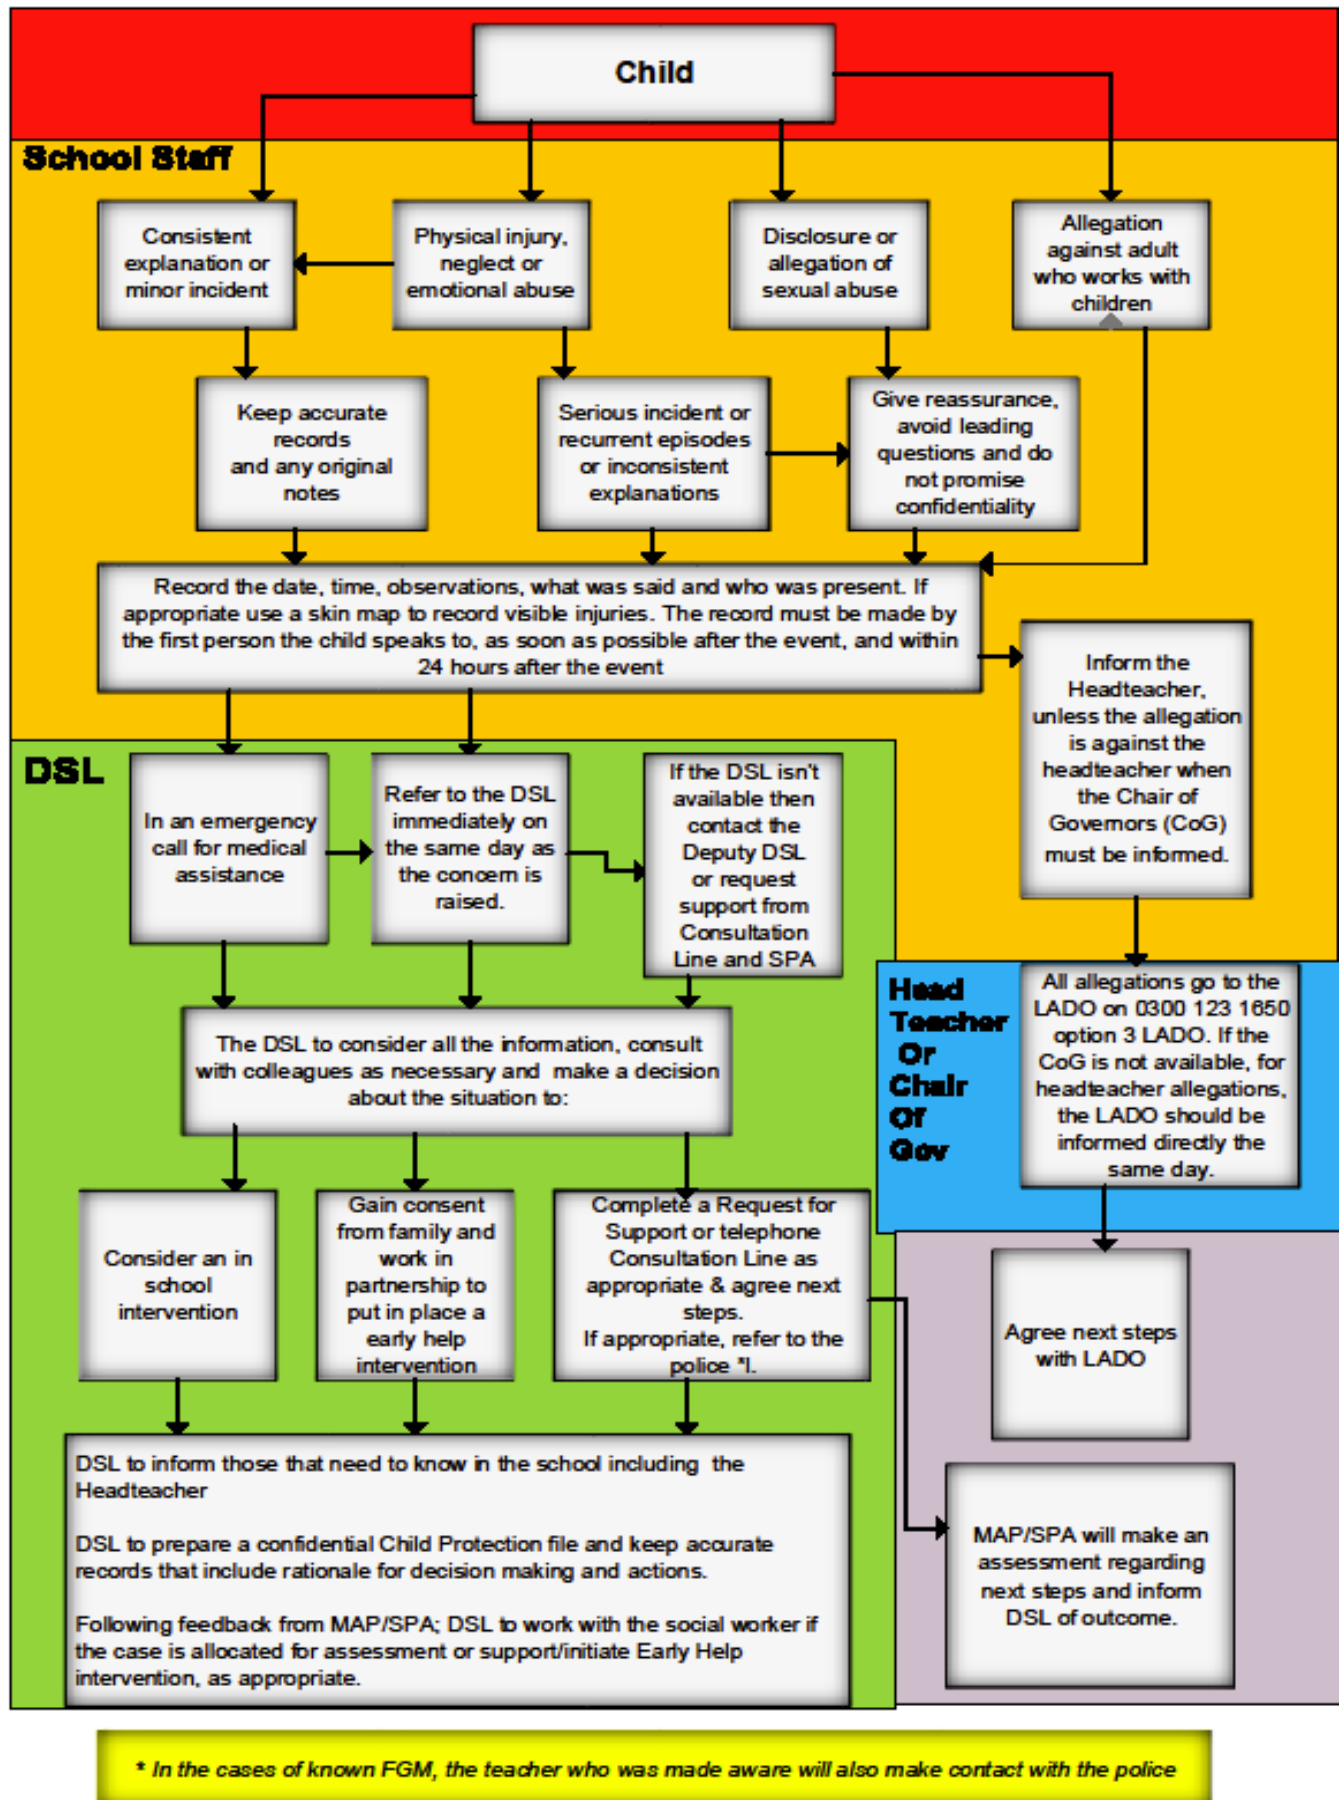 Child
School Staff
Consistent
explanation or
minor incident
Physical injury,
neglect or
emotional abuse
Disclosure or
allegation of
sexual abuse
Allegation
against adult
who works with
children
Keep accurate
records
and any original
notes
Serious incident or
recurrent episodes
or inconsistent
explanations
Give reassurance,
avoid leading
questions and do
not promise
confidentiality
Record the date, time, observations, what was said and who was present. If
appropriate use a skin map to record visible injuries. The record must be made by
the first person the child speaks to, as soon as possible after the event, and within
24 hours after the event
Inform the
Headteacher,
unless the allegation
is against the
headteacher when
the Chair of
Governors (CoG)
must be informed.
DSL
In an emergency
call for medical
assistance
Refer to the DSL
immediately on
the same day as
the concern is
raised.
If the DSL isn't
available then
contact the
Deputy DSL
or request
support from
Consultation
Line and SPA
Head
Teacher
Or
Chair
Of
Gov
All allegations go to the
LADO on 0300 123 1650
option 3 LADO. If the
CoG is not available, for
headteacher allegations,
the LADO should be
informed directly the
same day.
The DSL to consider all the information, consult
with colleagues as necessary and make a decision
about the situation to:
Consider an in
school
intervention
Gain consent
from family and
work in
partnership to
put in place a
early help
intervention
Complete a Request for
Support or telephone
Consultation Line as
appropriate & agree next
steps.
If appropriate, refer to the
police *l.
Agree next steps
with LADO
DSL to inform those that need to know in the school including the
Headteacher
DSL to prepare a confidential Child Protection file and keep accurate
records that include rationale for decision making and actions.
Following feedback from MAP/SPA; DSL to work with the social worker if
the case is allocated for assessment or support/initiate Early Help
intervention, as appropriate.
MAP/SPA will make an
assessment regarding
next steps and inform
DSL of outcome.
* In the cases of known FGM, the teacher who was made aware will also make contact with the police